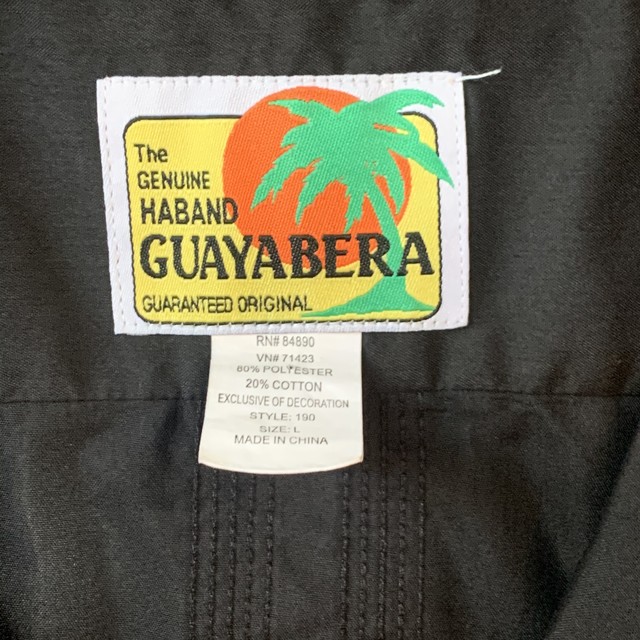 The
GENUINE
HABAND
GUAYABERA
GUARANTEED ORIGINAL
RN# 84890
VN# 71423
80% POLYESTER
20% COTTON
EXCLUSIVE OF DECORATION
STYLE: 190
SIZE: L
MADE IN CHINA